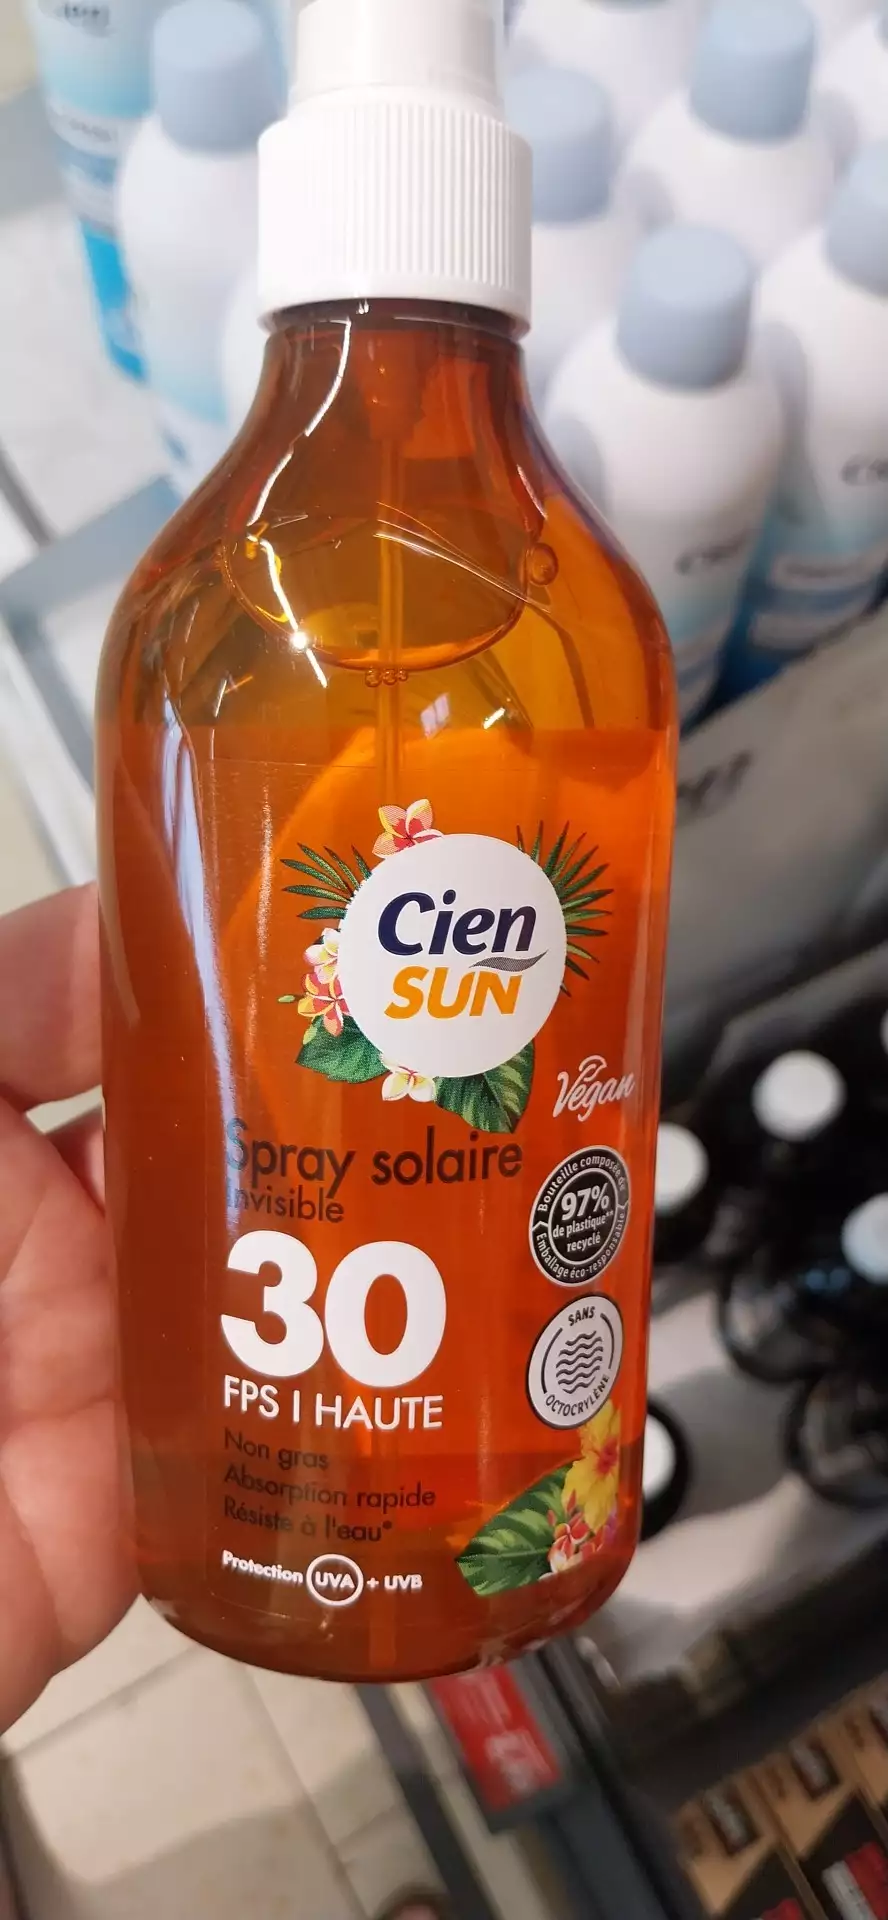 Cien
SUN
Vegan
Spray solaire
Invisible
Bouteille composée de
97%
de plastique**
recyclé
Emballage éco-responsable
30
FPS I HAUTE
SANS
OCTOCRYLÈNE
Non gras
Absorption rapide
Résiste à l'eau*
Protection UVA + UVB